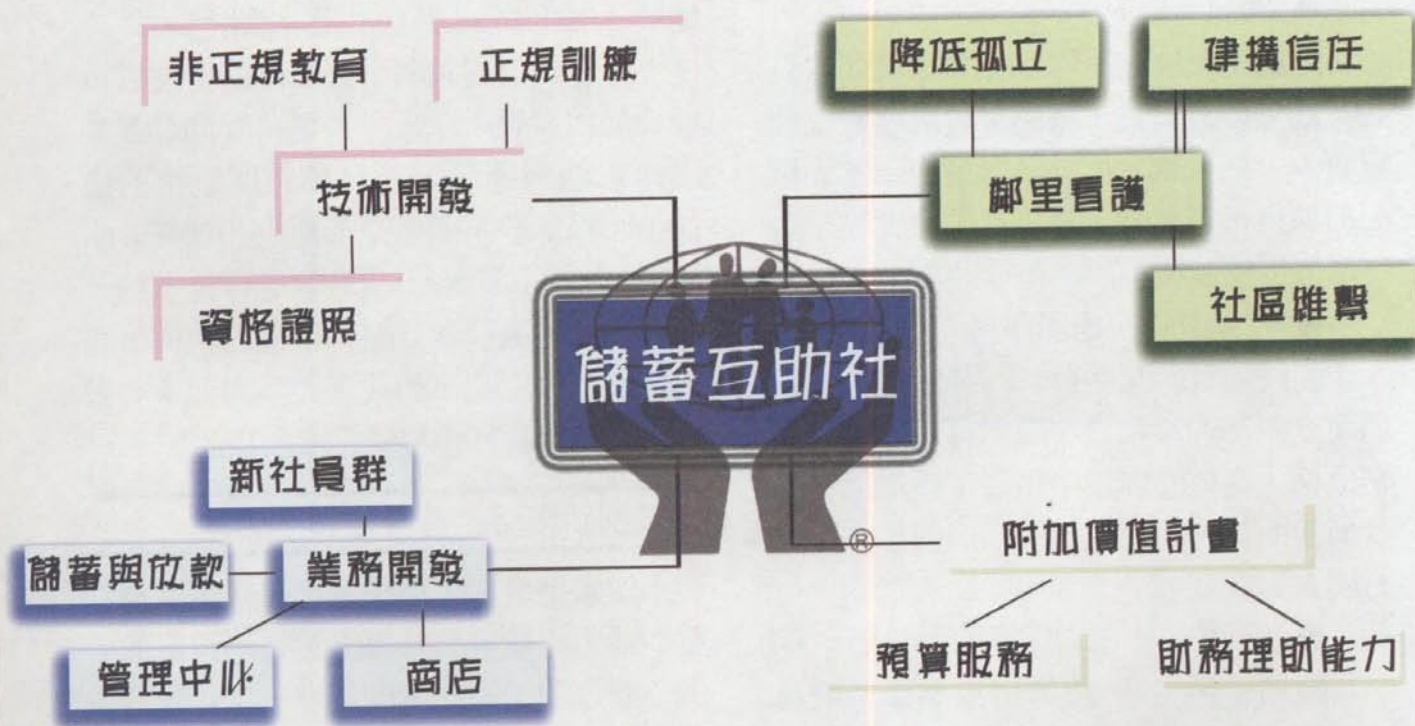 非正規教育
正規訓練
技術開發
資格證照
降低孤立
建構信任
鄰里看護
社區維繫
儲蓄互助社
®
新社員群
儲蓄與放款
業務開發
管理中心
商店
附加價值計畫
預算服務
財務理財能力